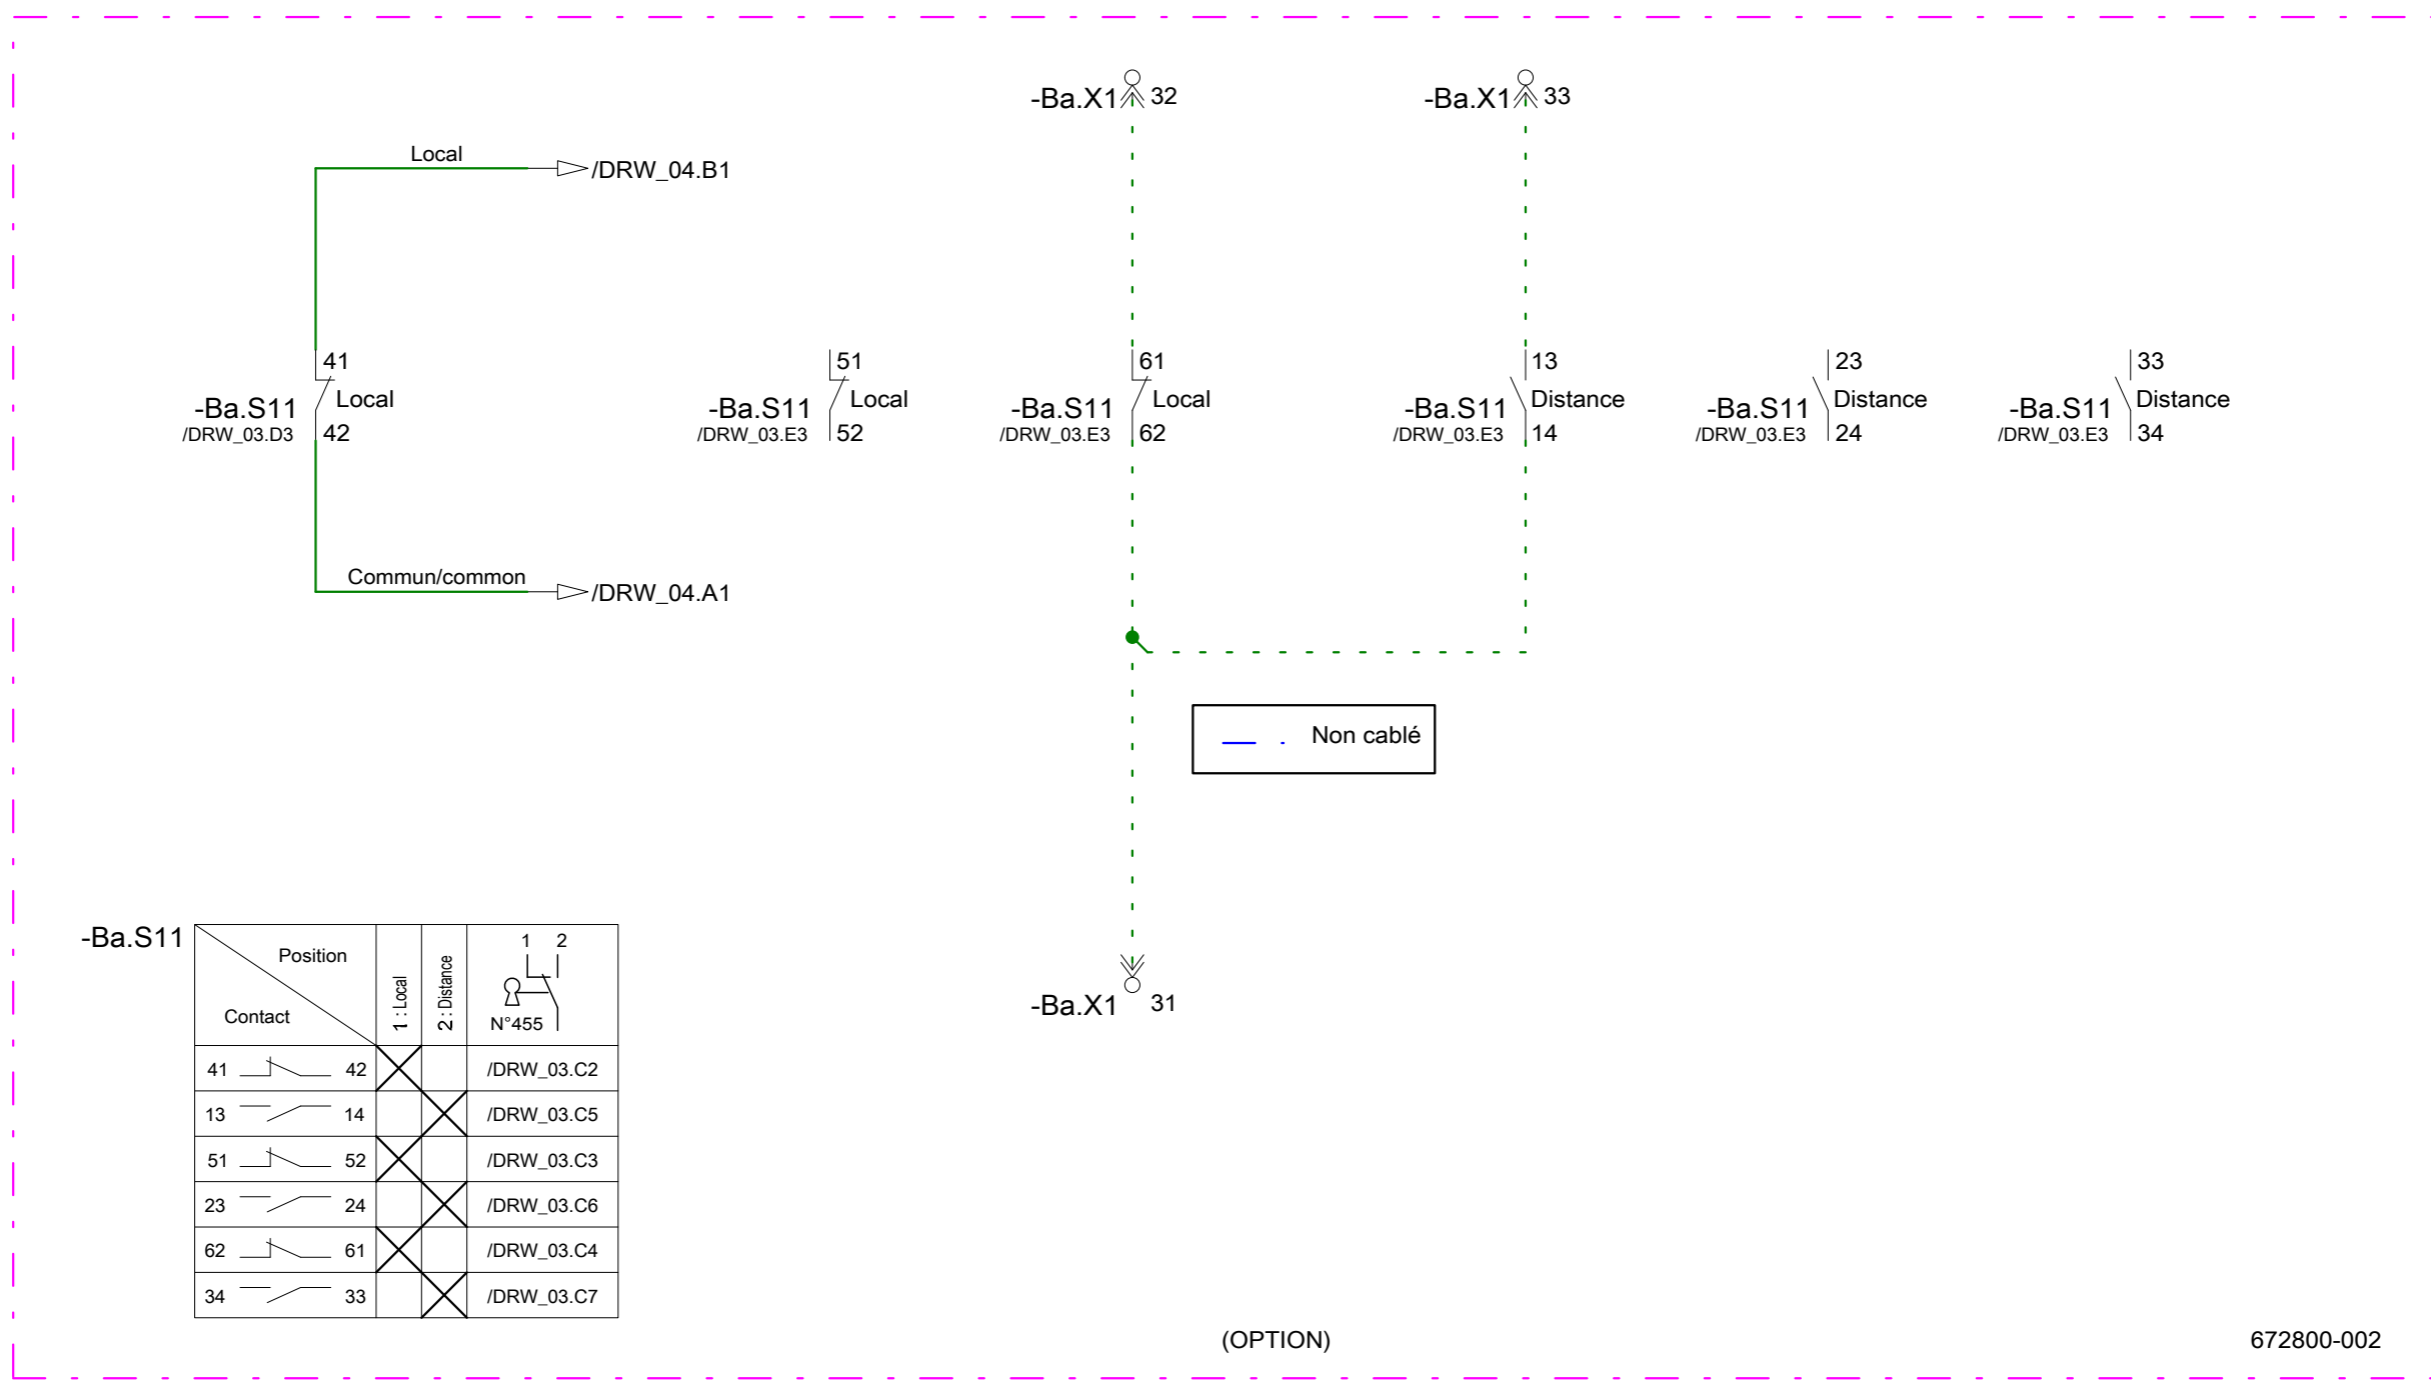 -Ba.X1 32
-Ba.X1 33
Local
/DRW_04.B1
41
-Ba.S11 Local
/DRW_03.D3 42
51
-Ba.S11 Local
/DRW_03.E3 52
61
-Ba.S11 Local
/DRW_03.E3 62
13
-Ba.S11 Distance
/DRW_03.E3 14
23
-Ba.S11 Distance
/DRW_03.E3 24
33
-Ba.S11 Distance
/DRW_03.E3 34
Commun/common
/DRW_04.A1
Non cablé
-Ba.X1 31
-Ba.S11
Position
Contact
1 : Local
2 : Distance
1 2
N°455
41 42 /DRW_03.C2
13 14 /DRW_03.C5
51 52 /DRW_03.C3
23 24 /DRW_03.C6
62 61 /DRW_03.C4
34 33 /DRW_03.C7
(OPTION)
672800-002